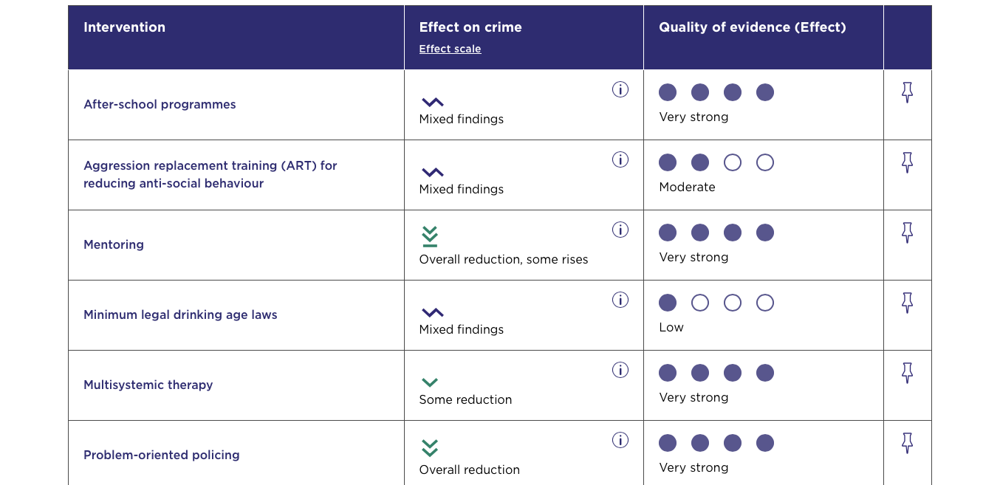 Intervention
Effect on crime
Quality of evidence (Effect)
Effect scale
After-school programmes
Mixed findings
Very strong
Aggression replacement training (ART) for
reducing anti-social behaviour
Mixed findings
Moderate
Mentoring
Overall reduction, some rises
Very strong
Minimum legal drinking age laws
Mixed findings
Low
Multisystemic therapy
Some reduction
Very strong
Problem-oriented policing
Overall reduction
Very strong